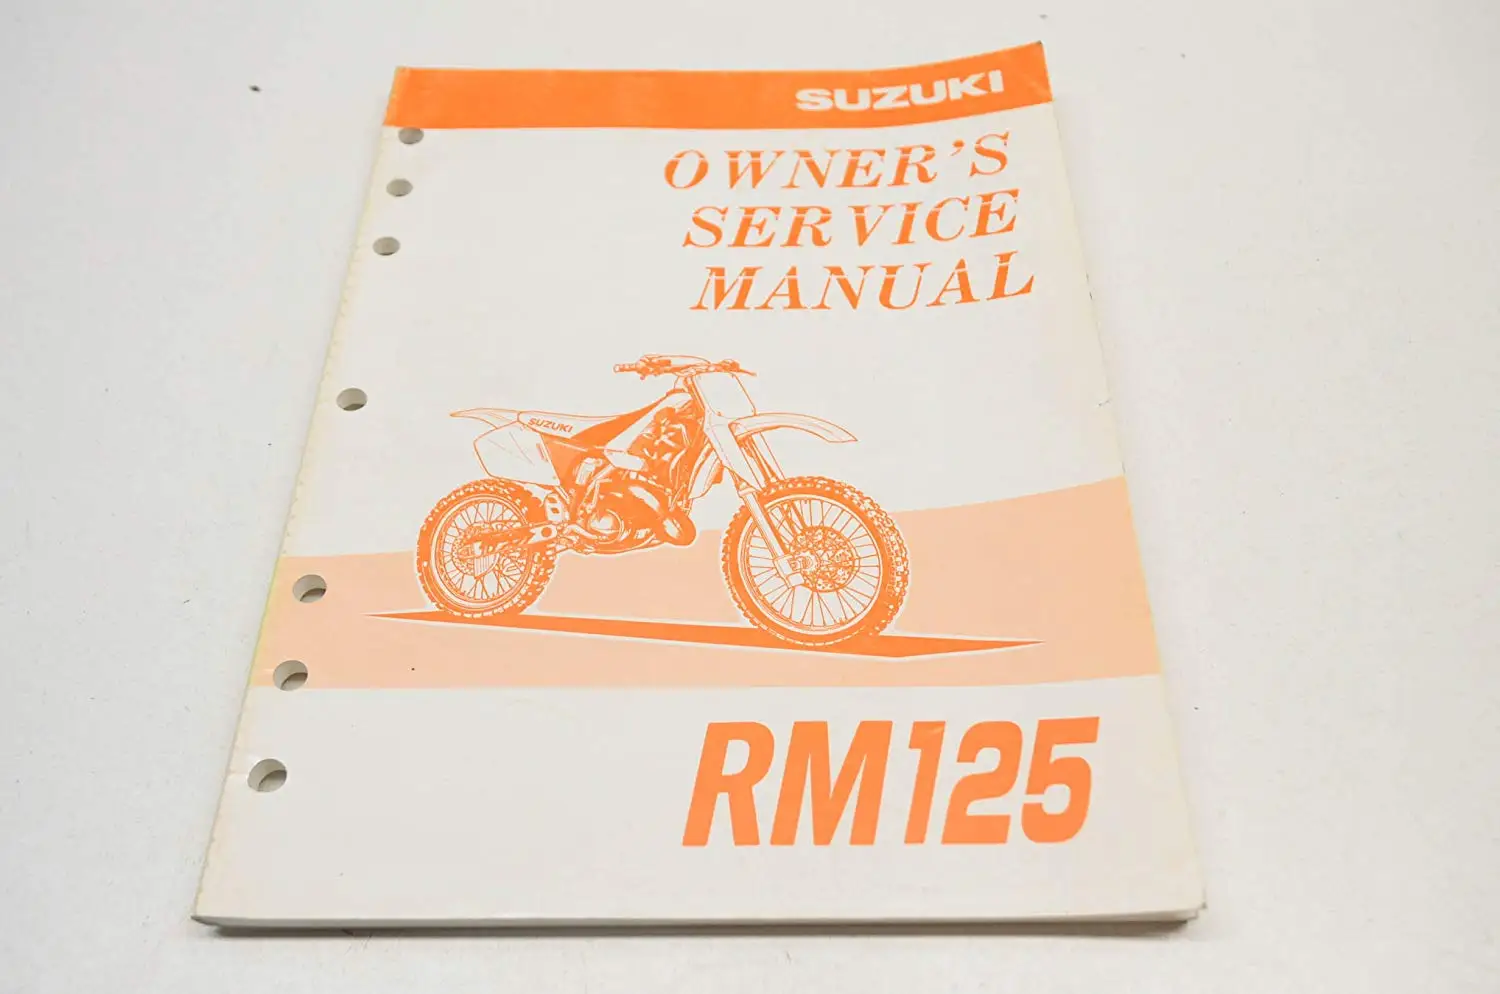 SUZUKI
OWNER'S
SERVICE
MANUAL
SUZUKI
RM125